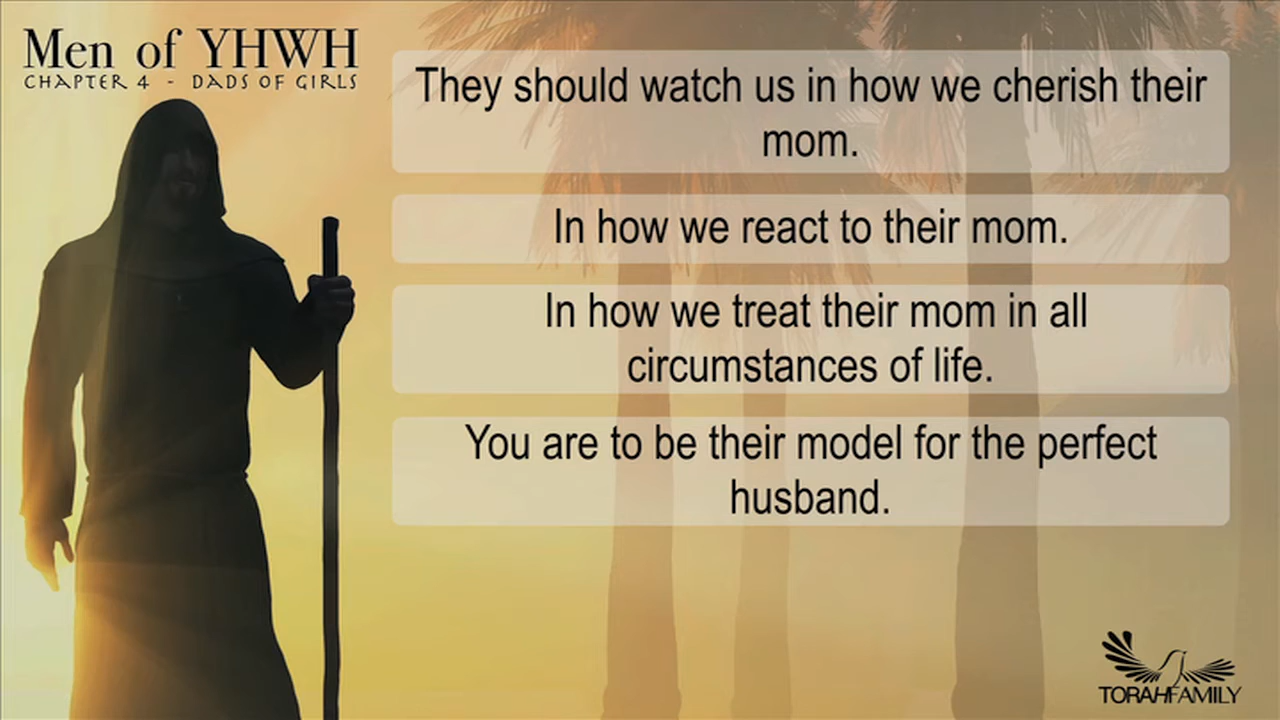 Men of YHWH
CHAPTER 4 - DADS OF GIRLS
They should watch us in how we cherish their
mom.
In how we react to their mom.
In how we treat their mom in all
circumstances of life.
You are to be their model for the perfect
husband.
TORAHFAMILY